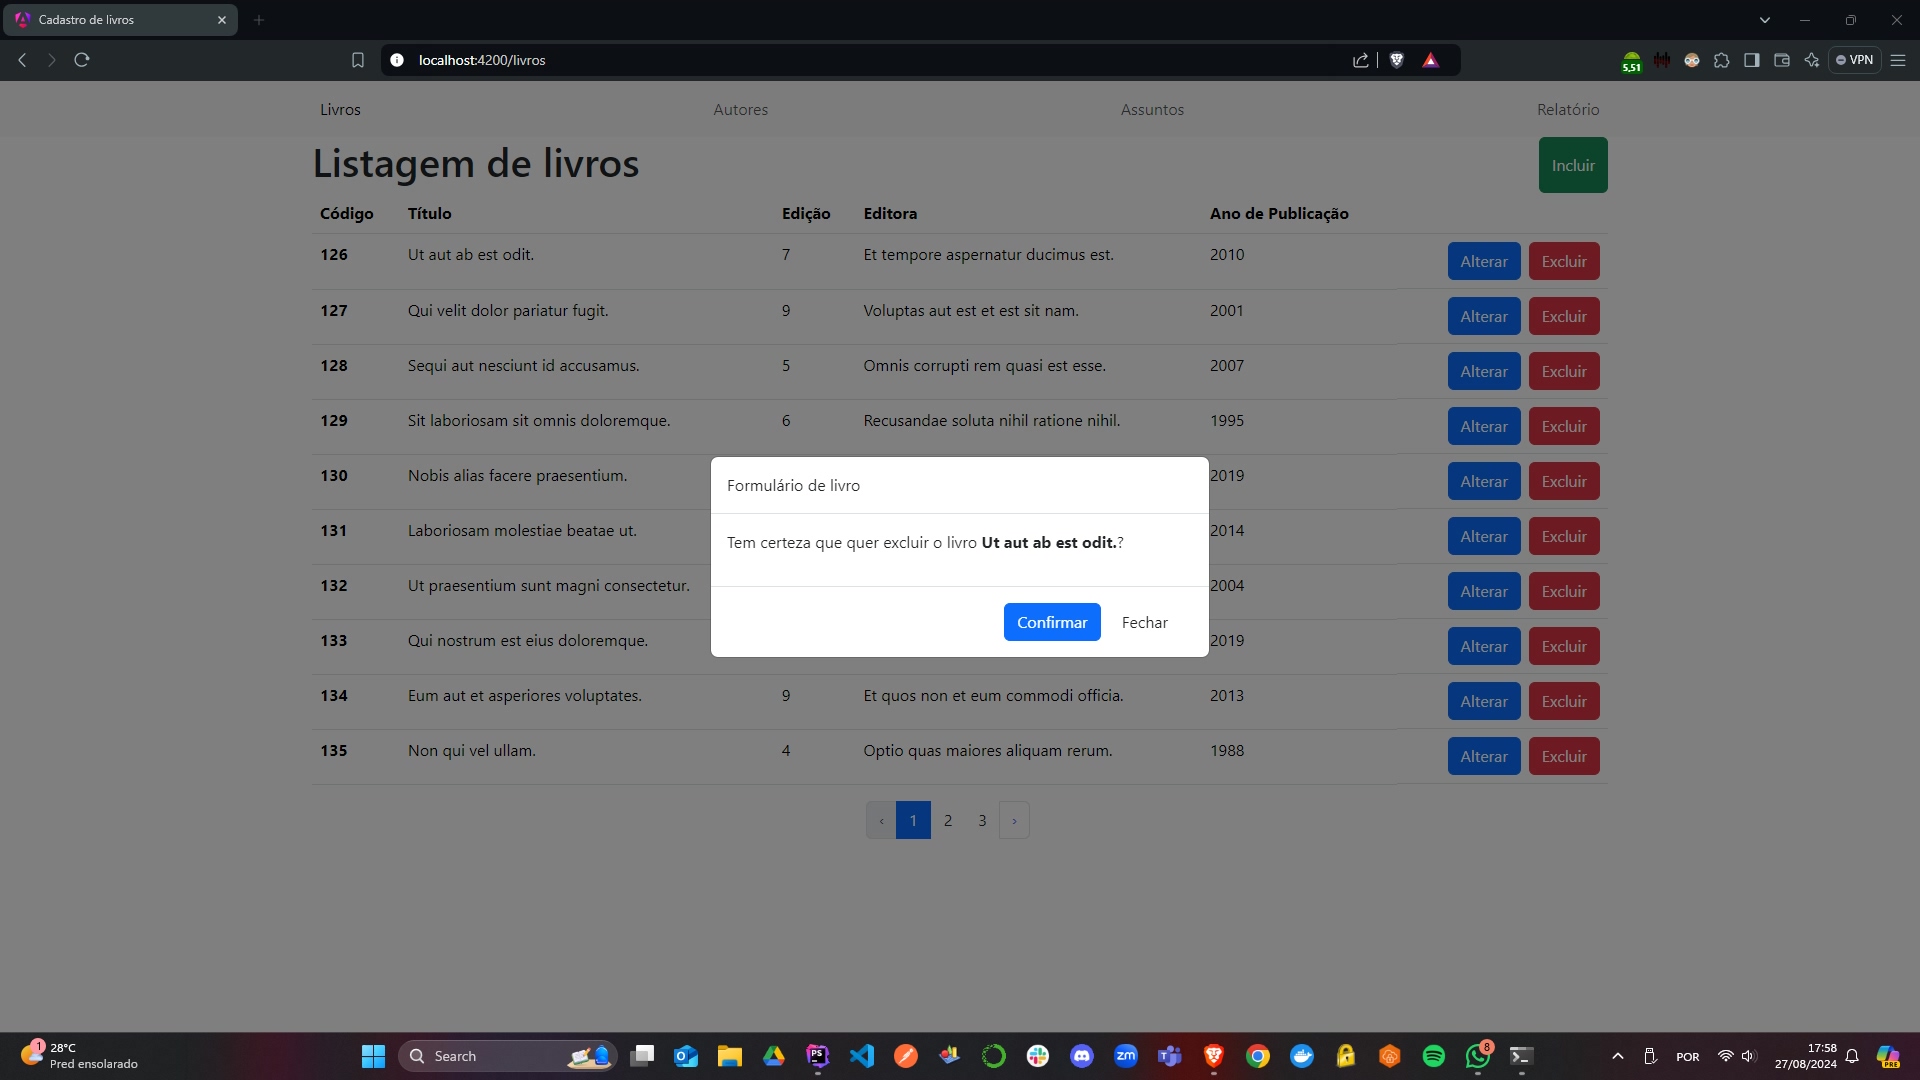 Cadastro de livros
localhost:4200/livros
5,51
VPN
Livros Autores Assuntos Relatório
Listagem de livros Incluir
Código Título Edição Editora Ano de Publicação
126 Ut aut ab est odit. 7 Et tempore aspernatur ducimus est. 2010 Alterar Excluir
127 Qui velit dolor pariatur fugit. 9 Voluptas aut est et est sit nam. 2001 Alterar Excluir
128 Sequi aut nesciunt id accusamus. 5 Omnis corrupti rem quasi est esse. 2007 Alterar Excluir
129 Sit laboriosam sit omnis doloremque. 6 Recusandae soluta nihil ratione nihil. 1995 Alterar Excluir
130 Nobis alias facere praesentium. 2019 Alterar Excluir
131 Laboriosam molestiae beatae ut. 2014 Alterar Excluir
132 Ut praesentium sunt magni consectetur. 2004 Alterar Excluir
133 Qui nostrum est eius doloremque. 2019 Alterar Excluir
134 Eum aut et asperiores voluptates. 9 Et quos non et eum commodi officia. 2013 Alterar Excluir
135 Non qui vel ullam. 4 Optio quas maiores aliquam rerum. 1988 Alterar Excluir
Formulário de livro
Tem certeza que quer excluir o livro Ut aut ab est odit.?
Confirmar Fechar
‹ 1 2 3 ›
1
28°C
Pred ensolarado
Search
PS
zm
8
POR
17:58
27/08/2024
PRE